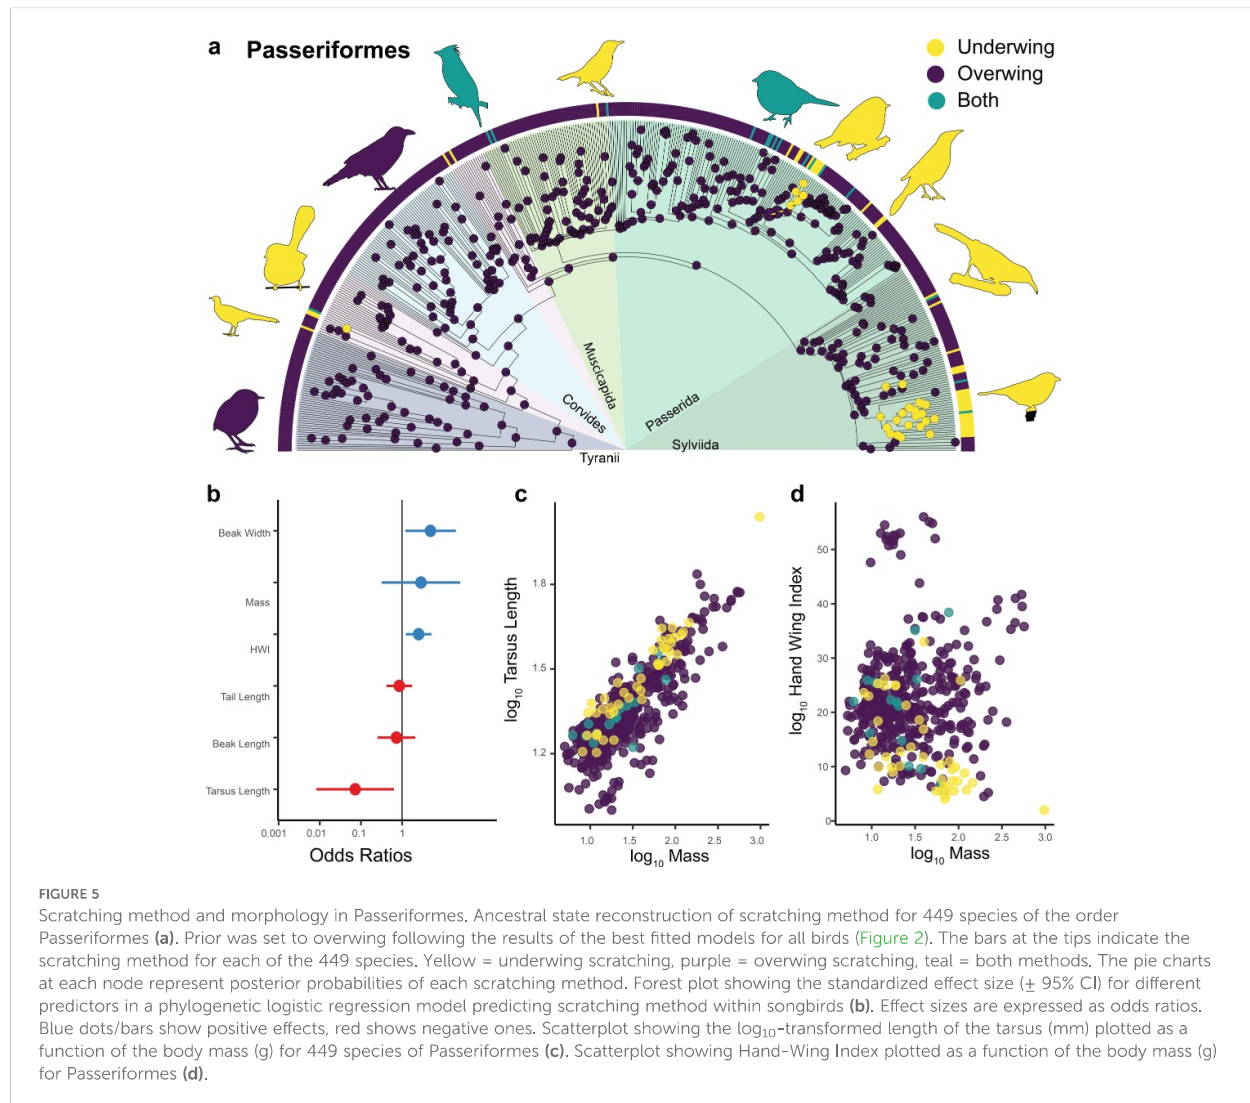 a Passeriformes
Underwing
Overwing
Both
Muscicapida
Corvides
Passerida
Sylviida
Tyranii
b
Beak Width
Mass
HWI
Tail Length
Beak Length
Tarsus Length
0.001 0.01 0.1 1
Odds Ratios
c
log10 Tarsus Length
1.8
1.5
1.2
1.0 1.5 2.0 2.5 3.0
log10 Mass
d
log10 Hand Wing Index
50
40
30
20
10
0
1.0 1.5 2.0 2.5 3.0
log10 Mass
FIGURE 5
Scratching method and morphology in Passeriformes. Ancestral state reconstruction of scratching method for 449 species of the order
Passeriformes (a). Prior was set to overwing following the results of the best fitted models for all birds (Figure 2). The bars at the tips indicate the
scratching method for each of the 449 species. Yellow = underwing scratching, purple = overwing scratching, teal = both methods. The pie charts
at each node represent posterior probabilities of each scratching method. Forest plot showing the standardized effect size (± 95% CI) for different
predictors in a phylogenetic logistic regression model predicting scratching method within songbirds (b). Effect sizes are expressed as odds ratios.
Blue dots/bars show positive effects, red shows negative ones. Scatterplot showing the log10-transformed length of the tarsus (mm) plotted as a
function of the body mass (g) for 449 species of Passeriformes (c). Scatterplot showing Hand-Wing Index plotted as a function of the body mass (g)
for Passeriformes (d).